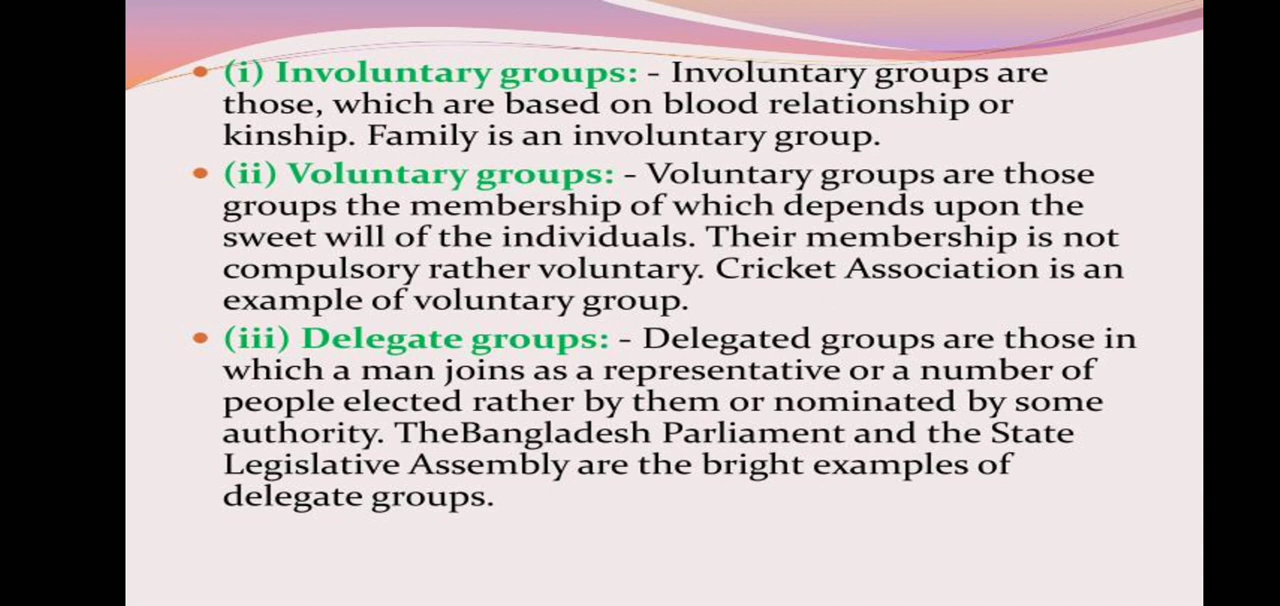 (i) Involuntary groups: - Involuntary groups are
those, which are based on blood relationship or
kinship. Family is an involuntary group.
(ii) Voluntary groups: - Voluntary groups are those
groups the membership of which depends upon the
sweet will of the individuals. Their membership is not
compulsory rather voluntary. Cricket Association is an
example of voluntary group.
(iii) Delegate groups: - Delegated groups are those in
which a man joins as a representative or a number of
people elected rather by them or nominated by some
authority. TheBangladesh Parliament and the State
Legislative Assembly are the bright examples of
delegate groups.